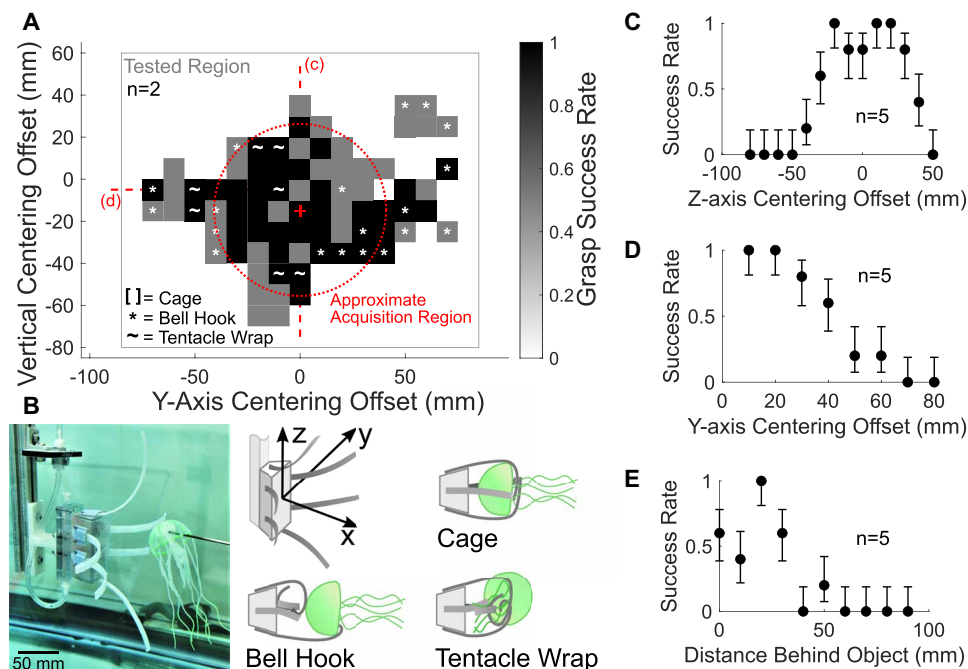 A
Vertical Centering Offset (mm)
60
40
20
0
-20
-40
-60
-80
-100
-50
0
50
Y-Axis Centering Offset (mm)
Tested Region
n=2
(c)
(d)
+
[ ]= Cage
* = Bell Hook
~ = Tentacle Wrap
Approximate
Acquisition Region
1
0.8
0.6
0.4
0.2
0
Grasp Success Rate
B
50 mm
z
y
x
Cage
Bell Hook
Tentacle Wrap
C
Success Rate
1
0.5
0
n=5
-100
-50
0
50
Z-axis Centering Offset (mm)
D
Success Rate
1
0.5
0
n=5
0
20
40
60
80
Y-axis Centering Offset (mm)
E
Success Rate
1
0.5
0
n=5
0
50
100
Distance Behind Object (mm)